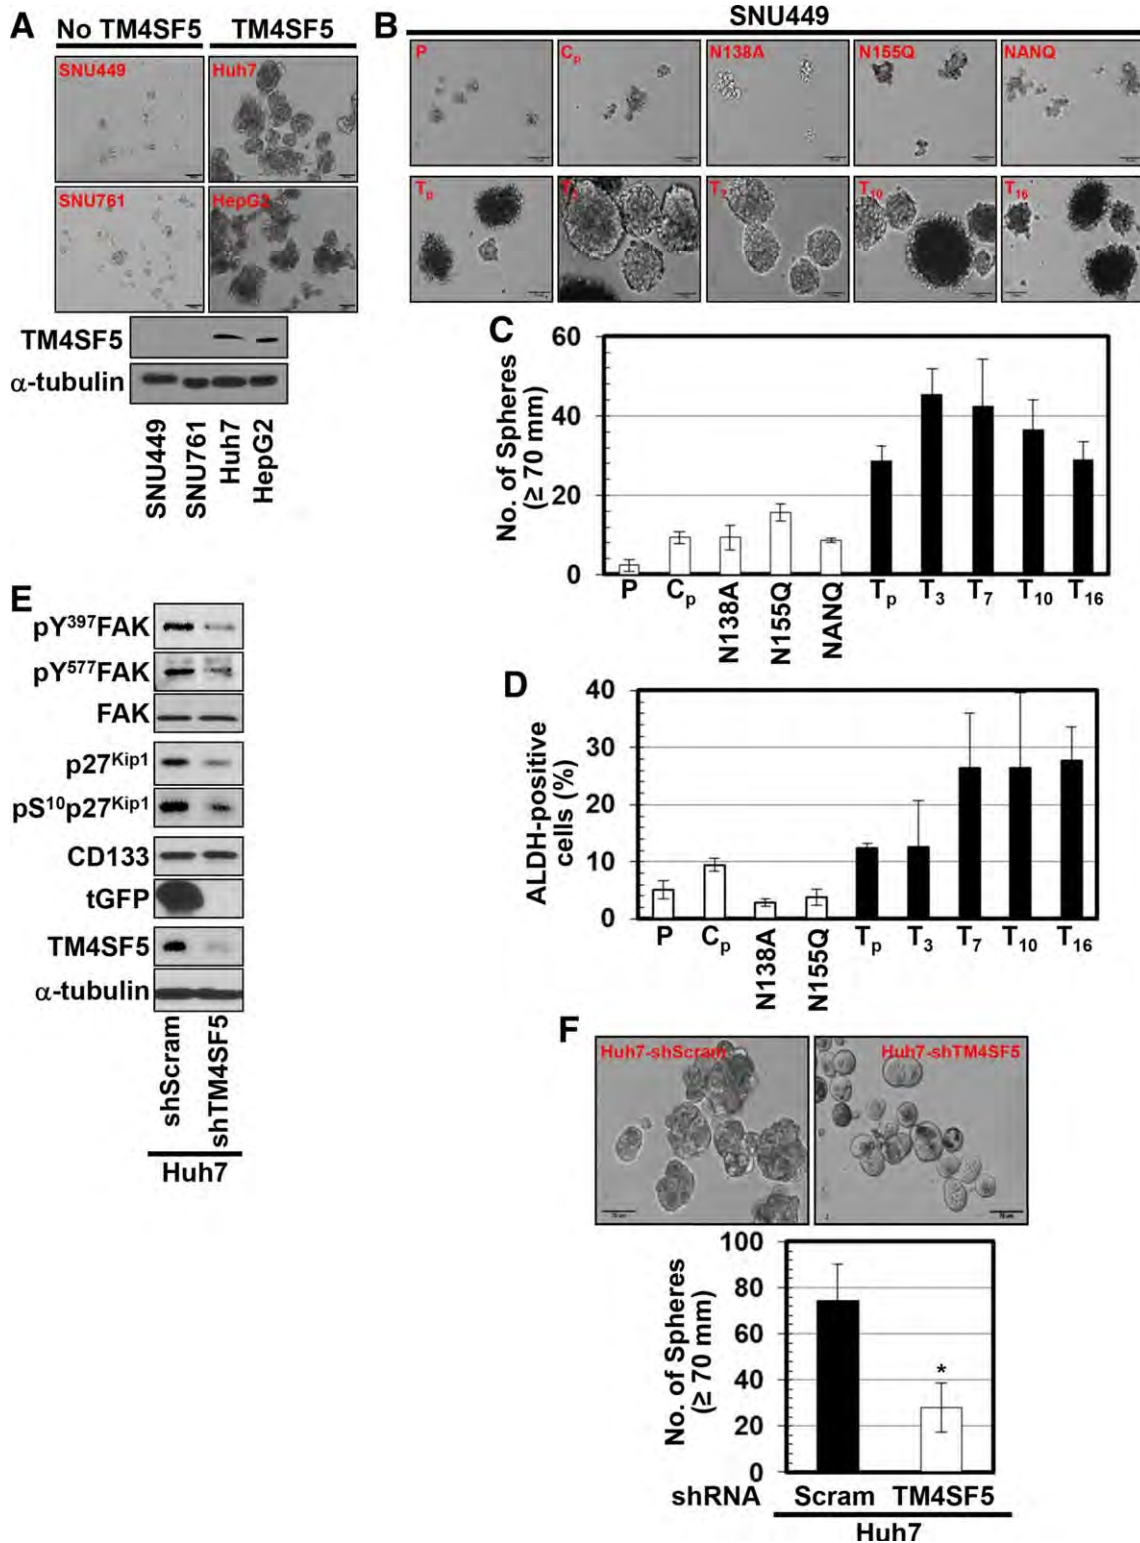 A
No TM4SF5 TM4SF5
SNU449 Huh7
SNU761 HepG2
TM4SF5
α-tubulin
SNU449
SNU761
Huh7
HepG2
B
SNU449
P Cp N138A N155Q NANQ
Tp T3 T7 T10 T16
C
No. of Spheres
(≥ 70 mm)
60
40
20
0
P Cp N138A N155Q NANQ Tp T3 T7 T10 T16
D
ALDH-positive
cells (%)
40
30
20
10
0
P Cp N138A N155Q Tp T3 T7 T10 T16
E
pY³⁹⁷FAK
pY⁵⁷⁷FAK
FAK
p27ᴷⁱᵖ¹
pS¹⁰p27ᴷⁱᵖ¹
CD133
tGFP
TM4SF5
α-tubulin
shScram
shTM4SF5
Huh7
F
Huh7-shScram Huh7-shTM4SF5
No. of Spheres
(≥ 70 mm)
100
80
60
40
20
0
*
shRNA Scram TM4SF5
Huh7